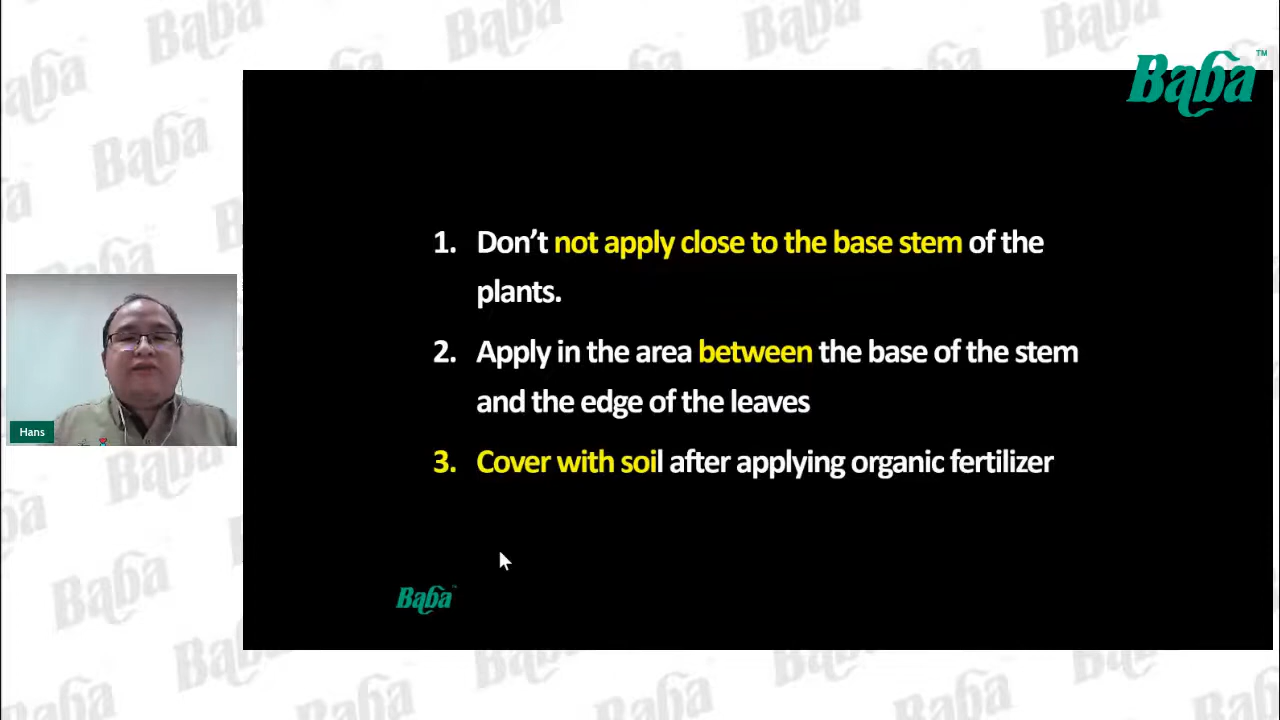 Baba™
1. Don’t not apply close to the base stem of the
plants.
2. Apply in the area between the base of the stem
and the edge of the leaves
3. Cover with soil after applying organic fertilizer
Hans
Baba